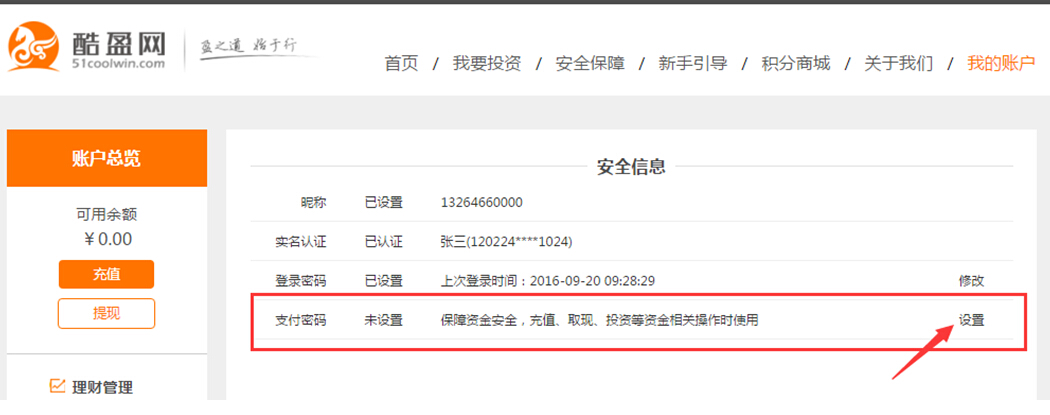 酷盈网
51coolwin.com
盈之道 始于行
首页 / 我要投资 / 安全保障 / 新手引导 / 积分商城 / 关于我们 / 我的账户
账户总览
可用余额
￥0.00
充值
提现
理财管理
安全信息
昵称 已设置 13264660000
实名认证 已认证 张三(120224****1024)
登录密码 已设置 上次登录时间：2016-09-20 09:28:29 修改
支付密码 未设置 保障资金安全，充值、取现、投资等资金相关操作时使用 设置